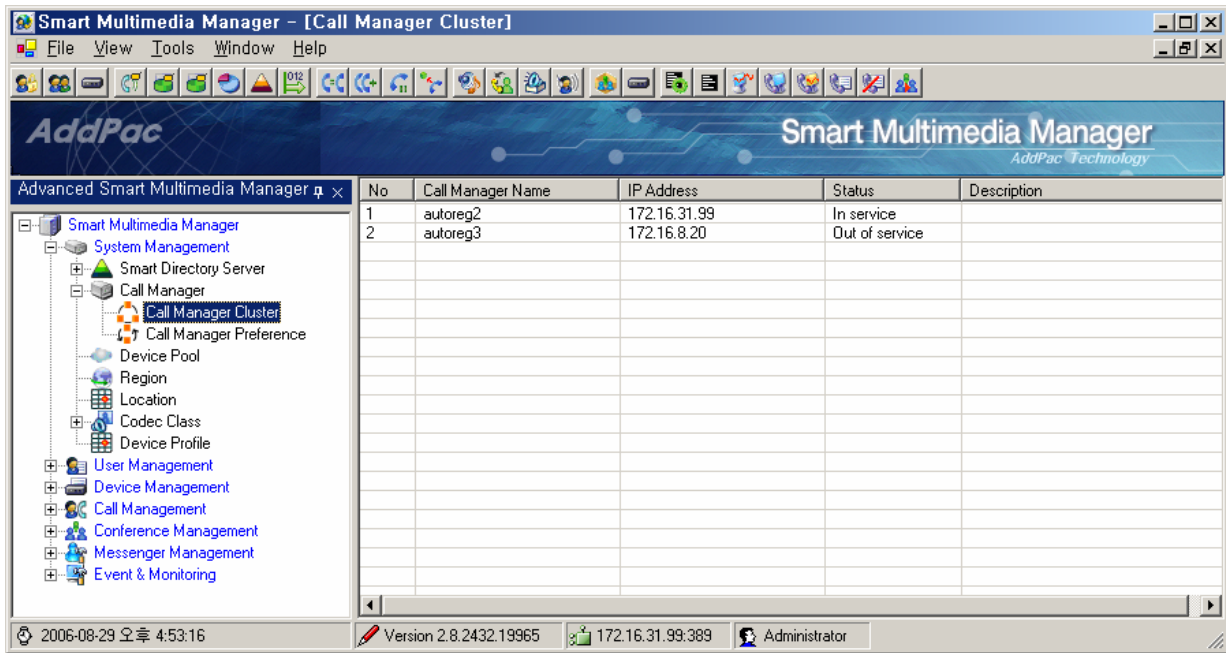 Smart Multimedia Manager - [Call Manager Cluster]
File View Tools Window Help
012
AddPac
Smart Multimedia Manager
AddPac Technology
Advanced Smart Multimedia Manager
Smart Multimedia Manager
System Management
Smart Directory Server
Call Manager
Call Manager Cluster
Call Manager Preference
Device Pool
Region
Location
Codec Class
Device Profile
User Management
Device Management
Call Management
Conference Management
Messenger Management
Event & Monitoring
No Call Manager Name IP Address Status Description
1 autoreg2 172.16.31.99 In service
2 autoreg3 172.16.8.20 Out of service
2006-08-29 오후 4:53:16 Version 2.8.2432.19965 172.16.31.99:389 Administrator